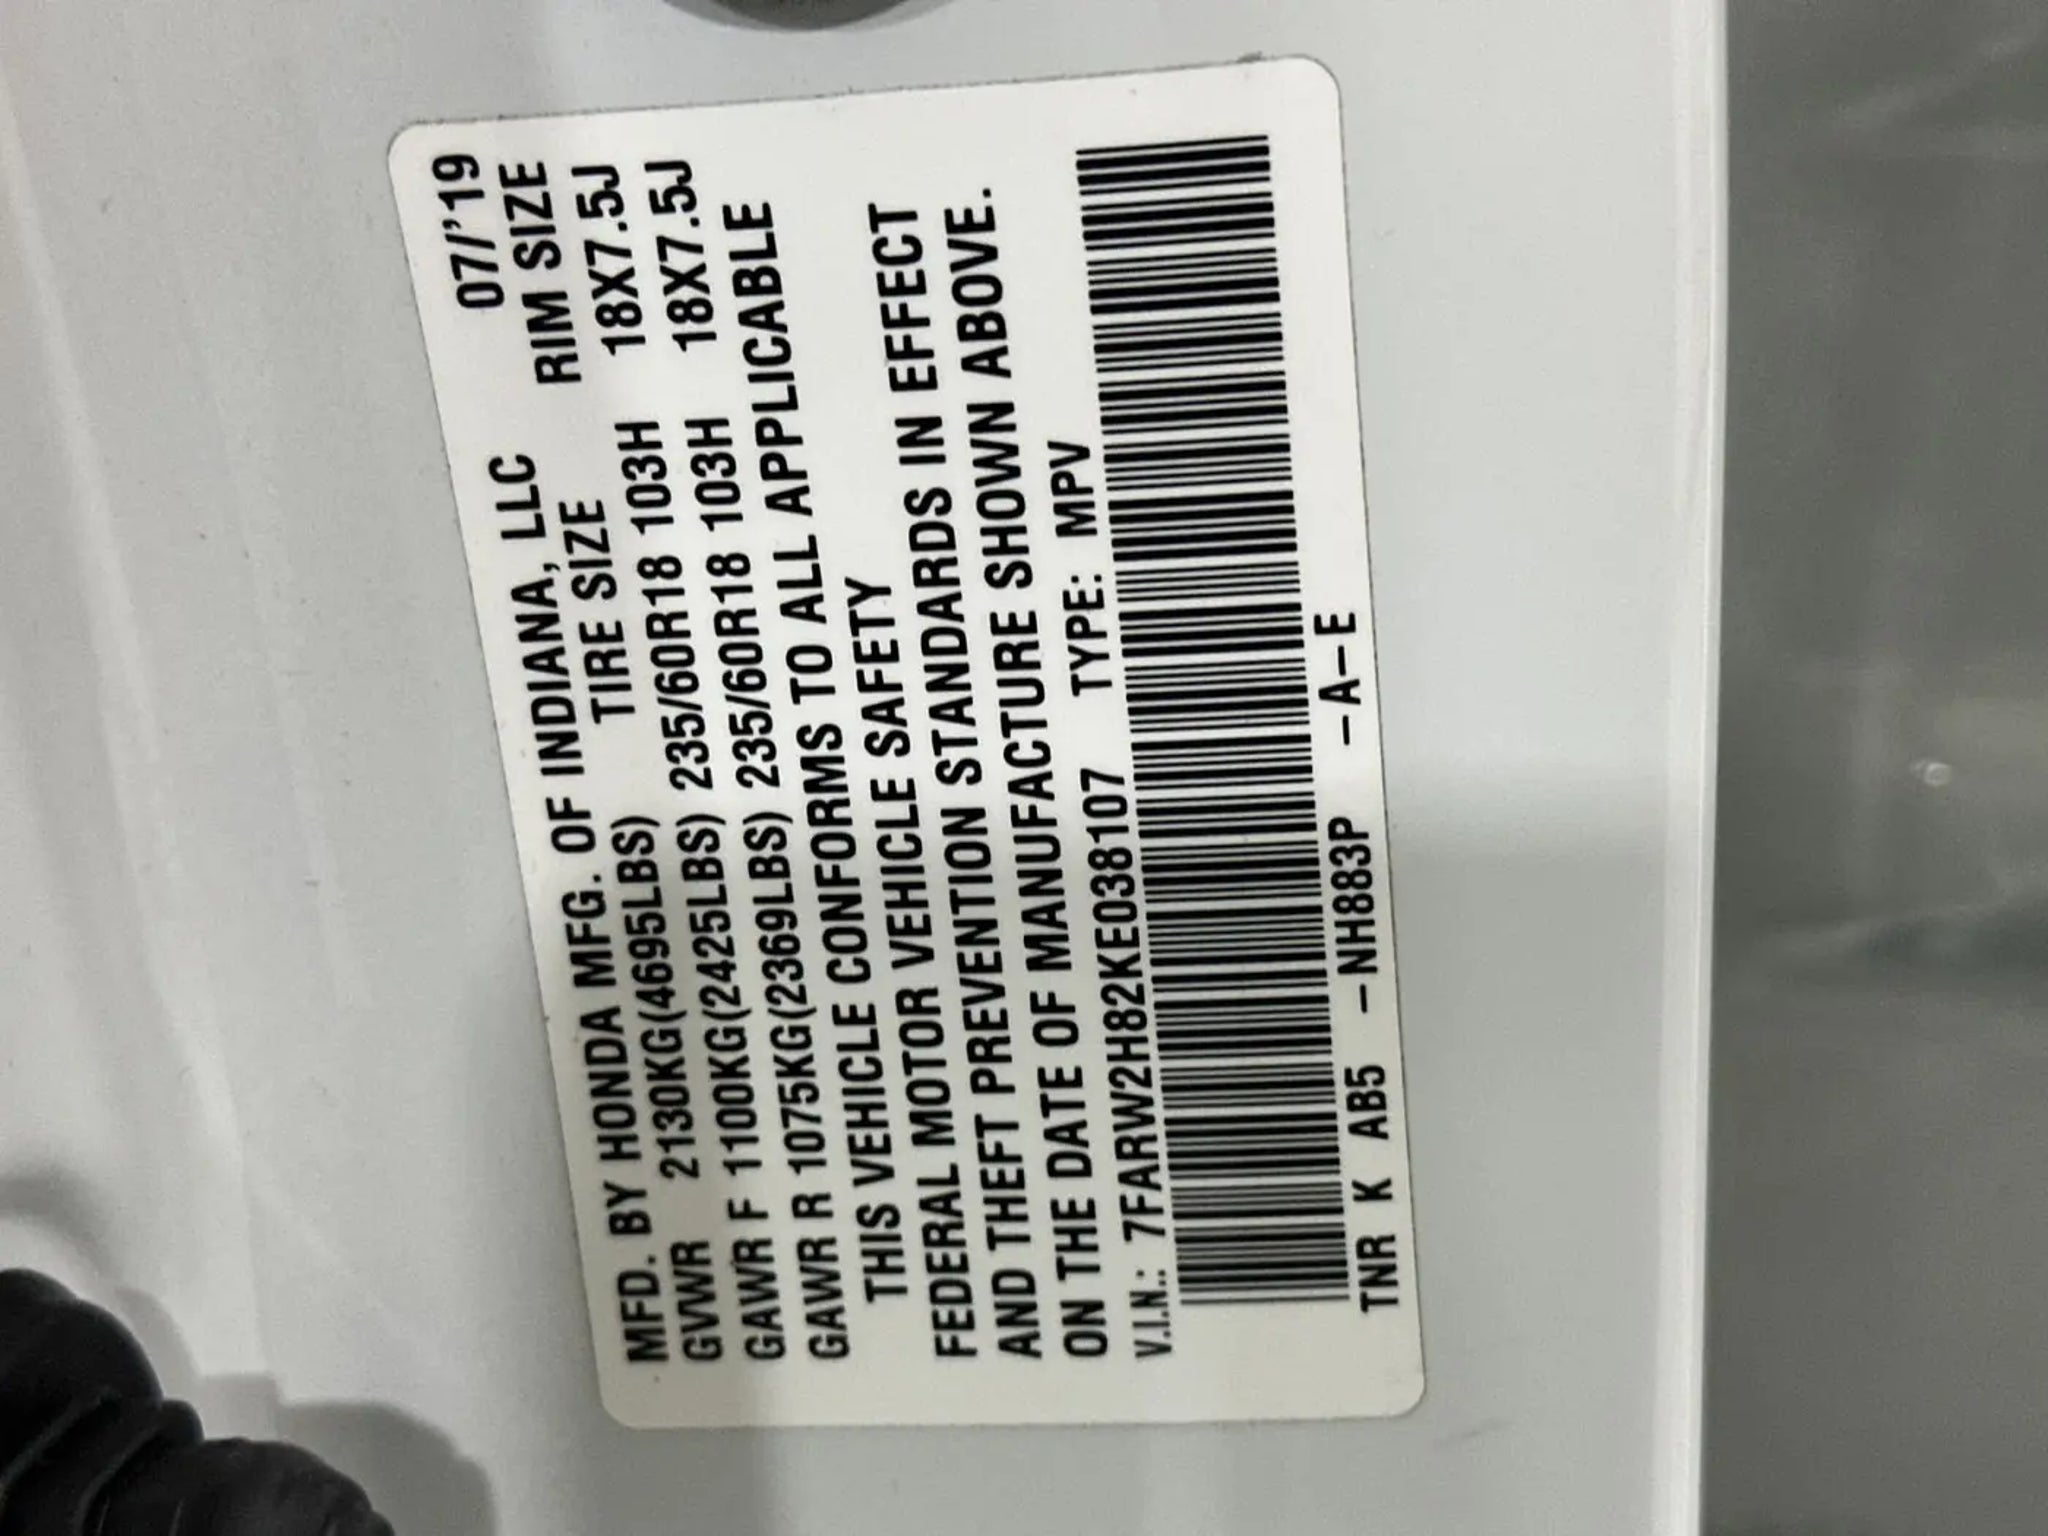 MFD. BY HONDA MFG. OF INDIANA, LLC 07/'19
GVWR 2130KG(4695LBS) TIRE SIZE RIM SIZE
GAWR F 1100KG(2425LBS) 235/60R18 103H 18X7.5J
GAWR R 1075KG(2369LBS) 235/60R18 103H 18X7.5J
THIS VEHICLE CONFORMS TO ALL APPLICABLE
FEDERAL MOTOR VEHICLE SAFETY
AND THEFT PREVENTION STANDARDS IN EFFECT
ON THE DATE OF MANUFACTURE SHOWN ABOVE.
V.I.N.: 7FARW2H82KE038107 TYPE: MPV
TNR K AB5 -NH883P -A-E